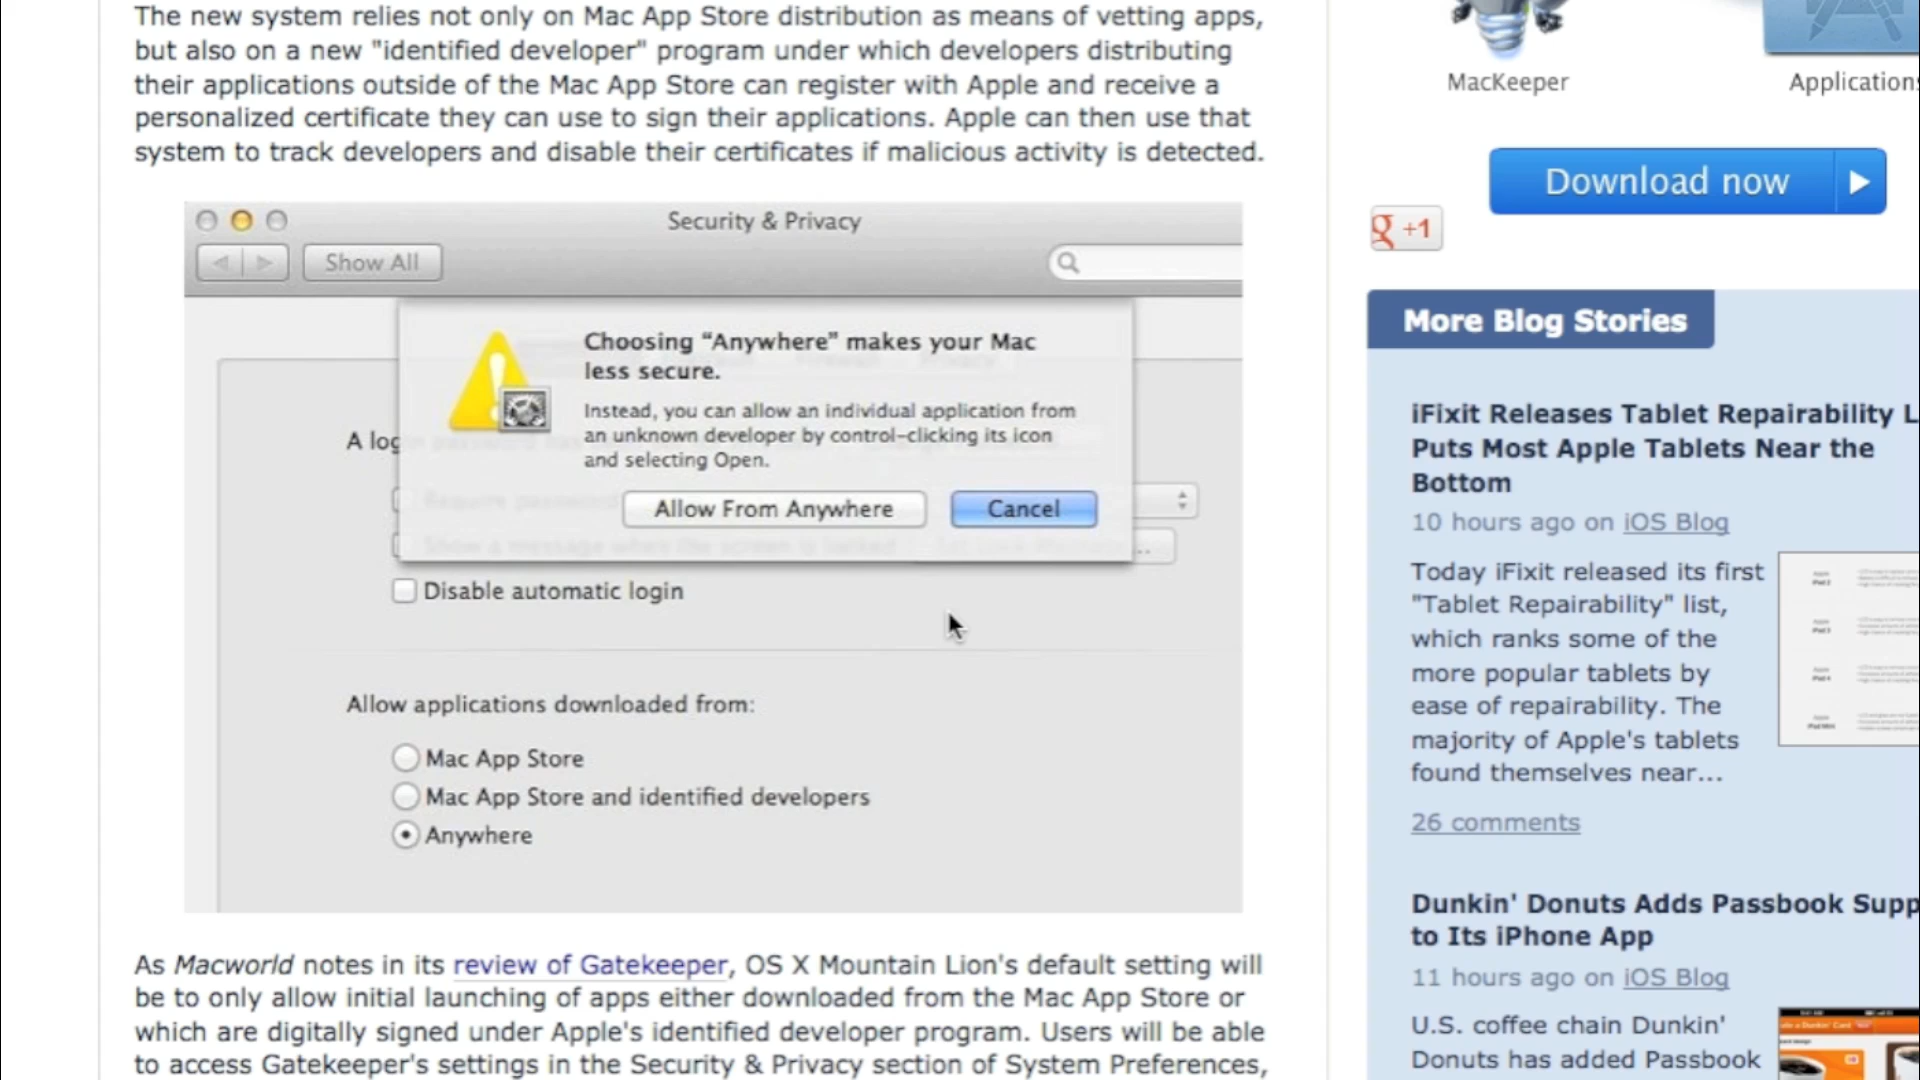 The new system relies not only on Mac App Store distribution as means of vetting apps,
but also on a new "identified developer" program under which developers distributing
their applications outside of the Mac App Store can register with Apple and receive a
personalized certificate they can use to sign their applications. Apple can then use that
system to track developers and disable their certificates if malicious activity is detected.
Security & Privacy
Show All
Choosing “Anywhere” makes your Mac
less secure.
Instead, you can allow an individual application from
an unknown developer by control-clicking its icon
and selecting Open.
A log
Allow From Anywhere
Cancel
Disable automatic login
Allow applications downloaded from:
Mac App Store
Mac App Store and identified developers
Anywhere
As Macworld notes in its review of Gatekeeper, OS X Mountain Lion's default setting will
be to only allow initial launching of apps either downloaded from the Mac App Store or
which are digitally signed under Apple's identified developer program. Users will be able
to access Gatekeeper's settings in the Security & Privacy section of System Preferences,
MacKeeper
Applications
Download now
g +1
More Blog Stories
iFixit Releases Tablet Repairability L
Puts Most Apple Tablets Near the
Bottom
10 hours ago on iOS Blog
Today iFixit released its first
"Tablet Repairability" list,
which ranks some of the
more popular tablets by
ease of repairability. The
majority of Apple's tablets
found themselves near...
26 comments
Dunkin' Donuts Adds Passbook Supp
to Its iPhone App
11 hours ago on iOS Blog
U.S. coffee chain Dunkin'
Donuts has added Passbook